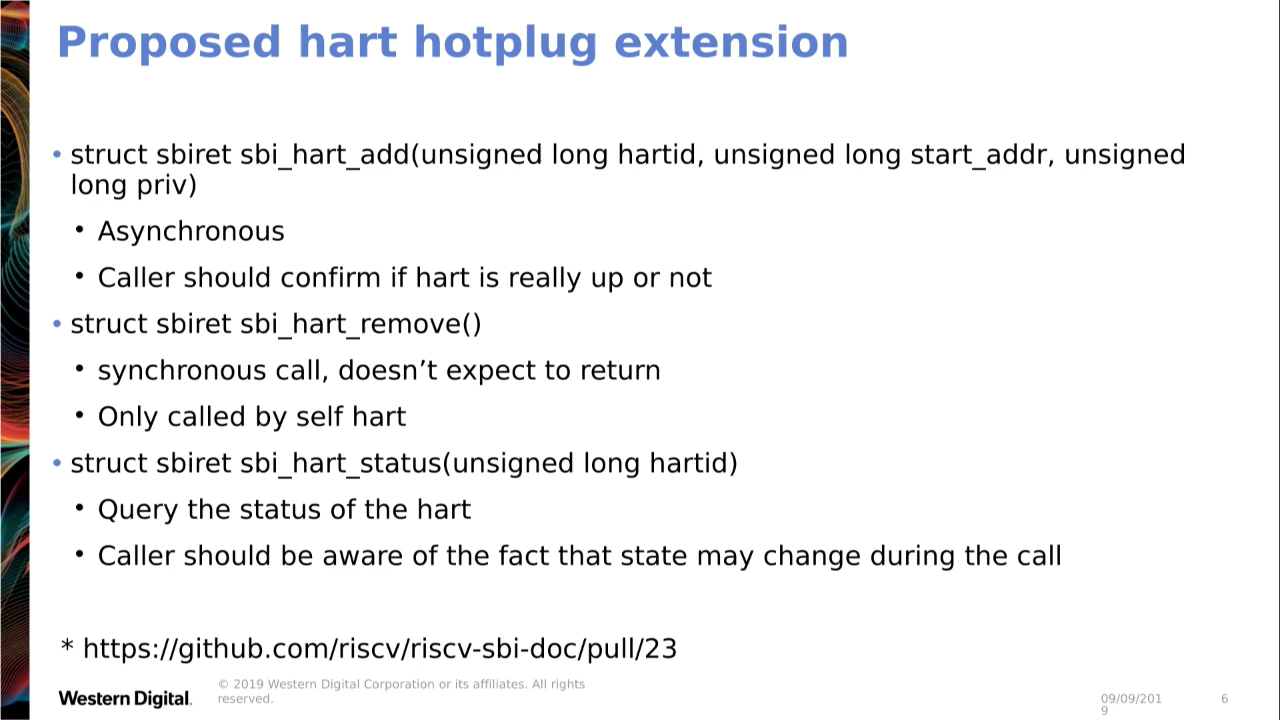 Proposed hart hotplug extension
• struct sbiret sbi_hart_add(unsigned long hartid, unsigned long start_addr, unsigned
long priv)
• Asynchronous
• Caller should confirm if hart is really up or not
• struct sbiret sbi_hart_remove()
• synchronous call, doesn’t expect to return
• Only called by self hart
• struct sbiret sbi_hart_status(unsigned long hartid)
• Query the status of the hart
• Caller should be aware of the fact that state may change during the call
* https://github.com/riscv/riscv-sbi-doc/pull/23
Western Digital.
© 2019 Western Digital Corporation or its affiliates. All rights
reserved.
09/09/201
9
6